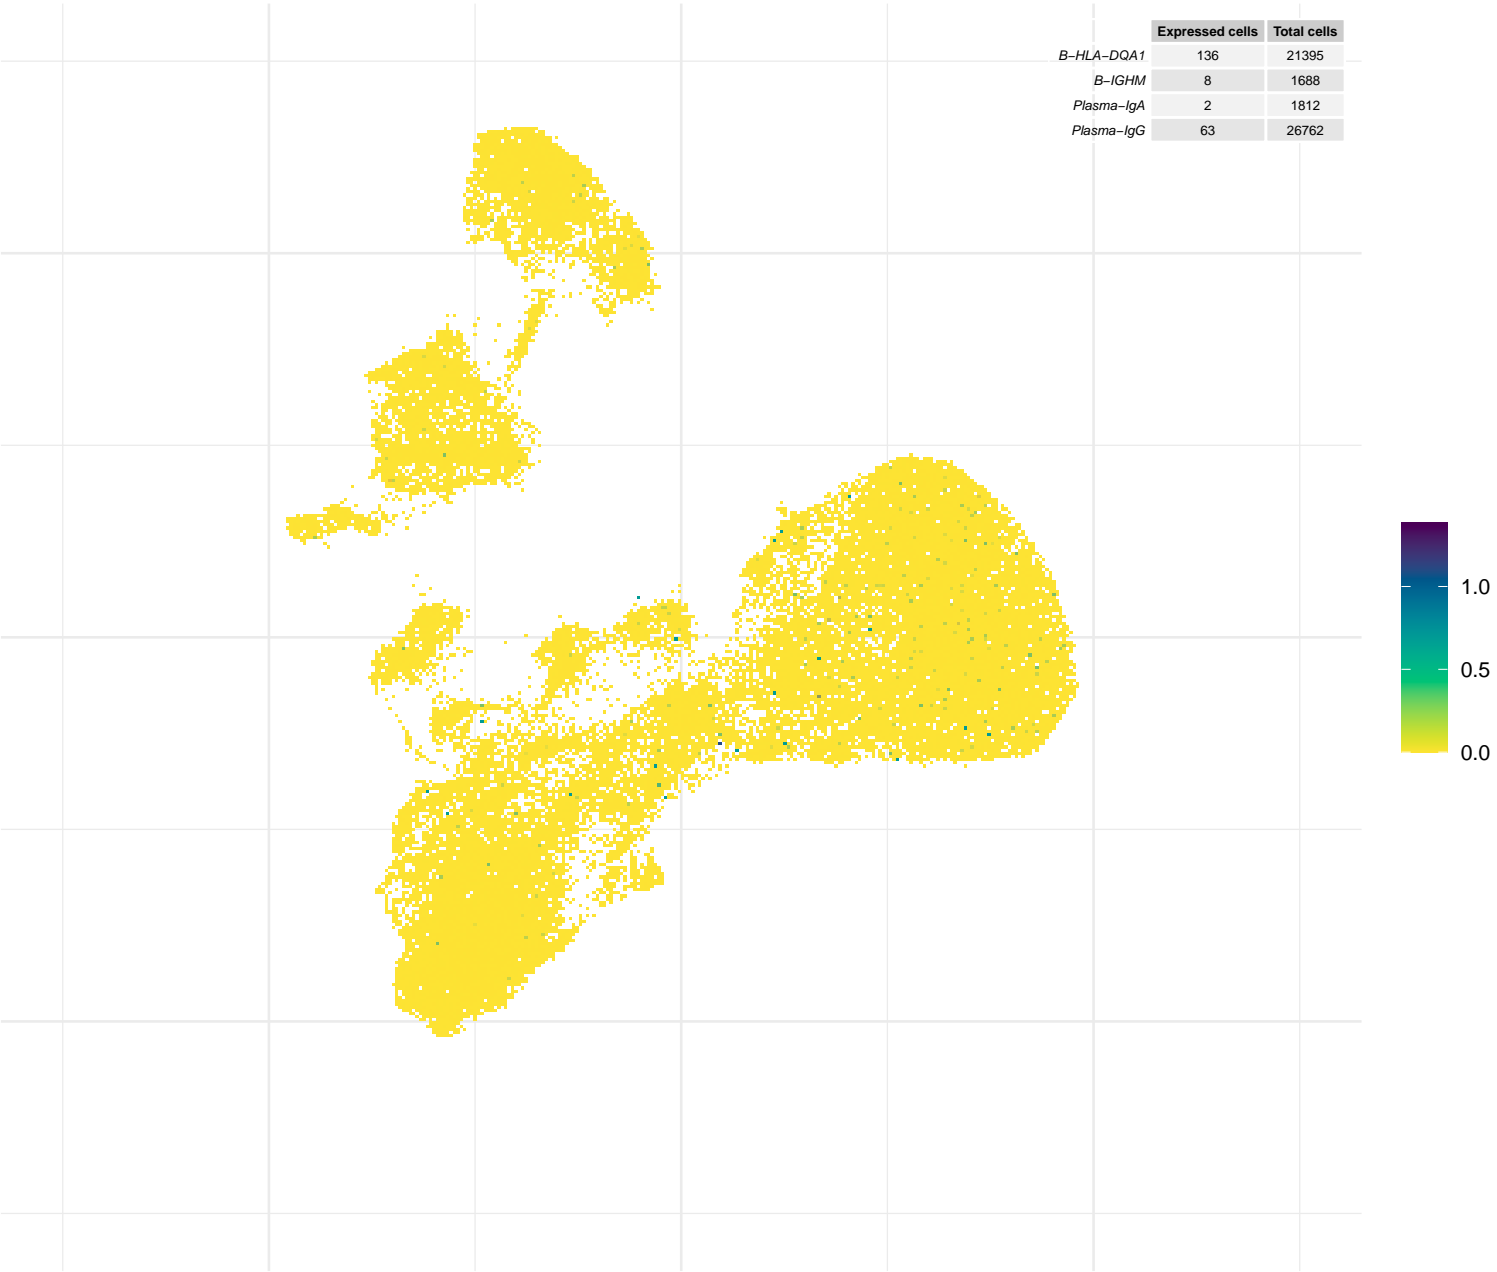 Expressed cells Total cells
B−HLA−DQA1 136 21395
B−IGHM 8 1688
Plasma−IgA 2 1812
Plasma−IgG 63 26762
1.0
0.5
0.0